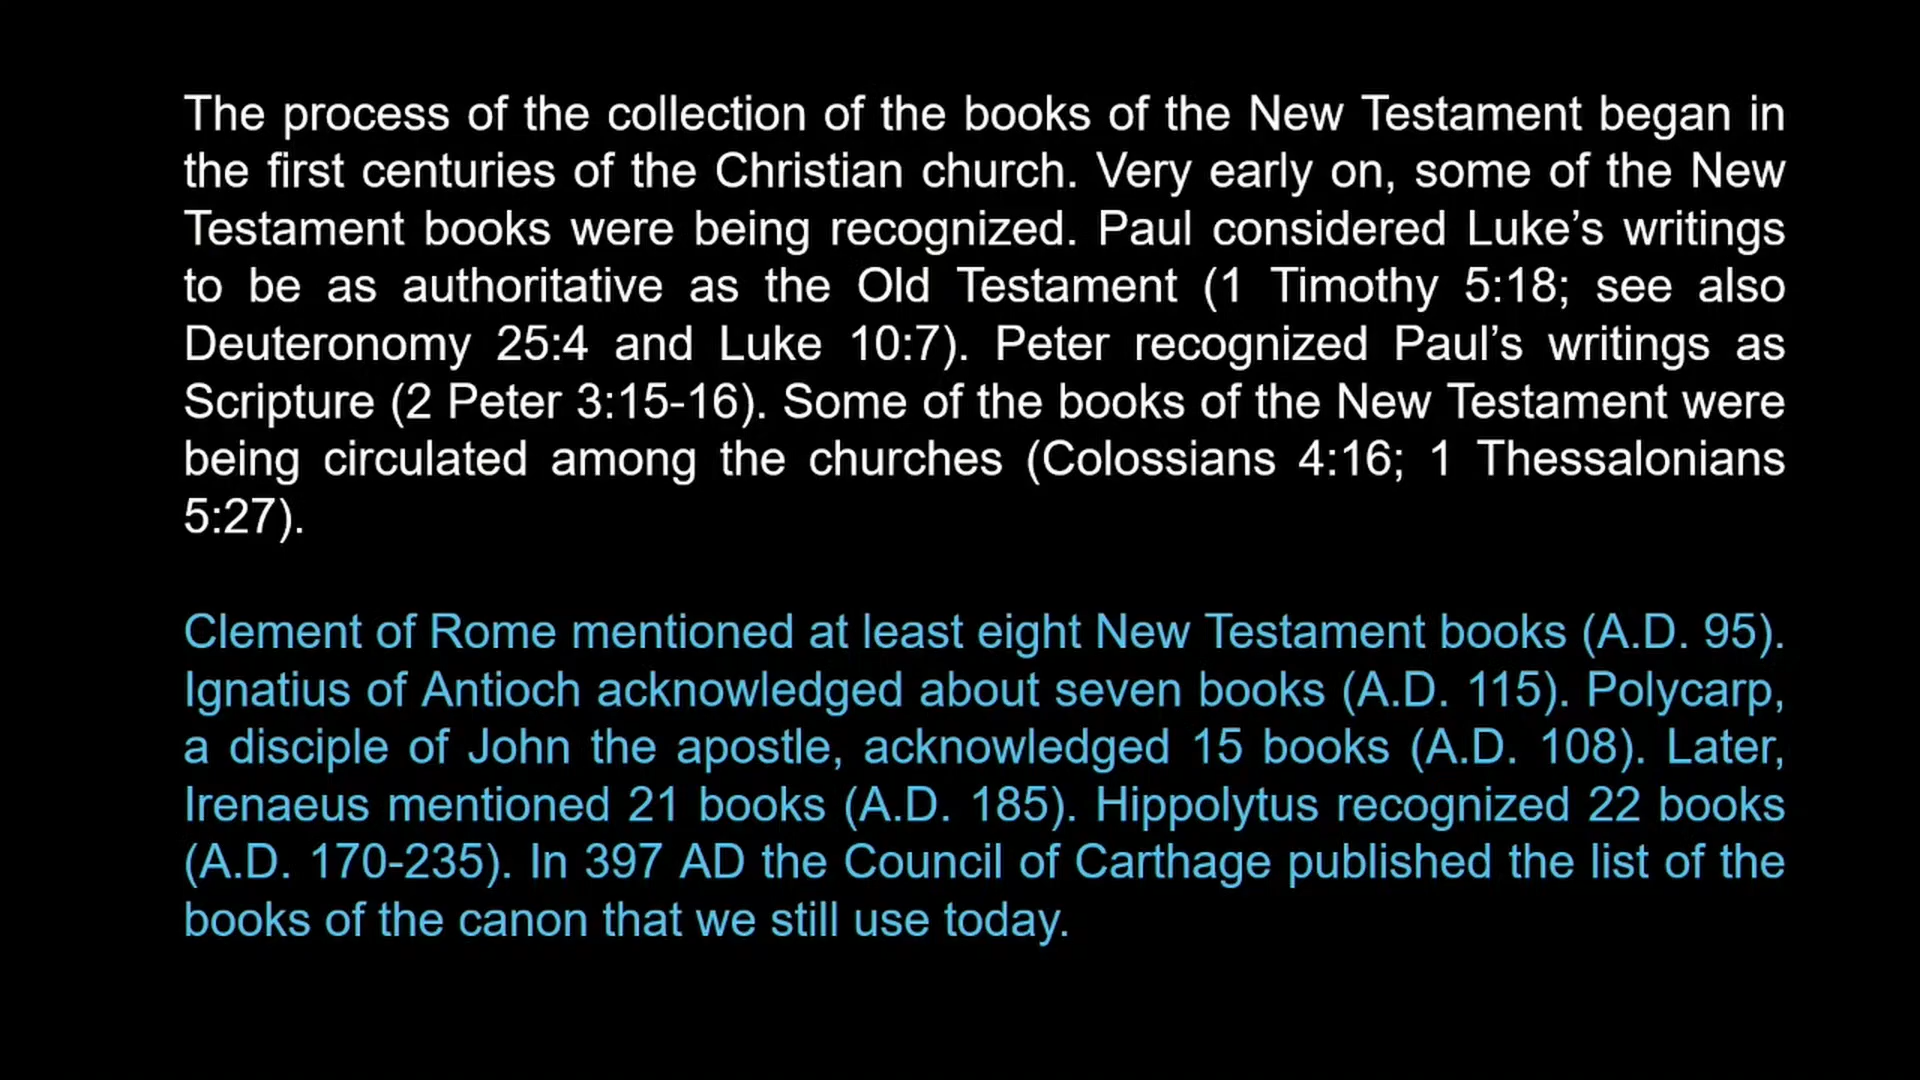 The process of the collection of the books of the New Testament began in
the first centuries of the Christian church. Very early on, some of the New
Testament books were being recognized. Paul considered Luke’s writings
to be as authoritative as the Old Testament (1 Timothy 5:18; see also
Deuteronomy 25:4 and Luke 10:7). Peter recognized Paul’s writings as
Scripture (2 Peter 3:15-16). Some of the books of the New Testament were
being circulated among the churches (Colossians 4:16; 1 Thessalonians
5:27).
Clement of Rome mentioned at least eight New Testament books (A.D. 95).
Ignatius of Antioch acknowledged about seven books (A.D. 115). Polycarp,
a disciple of John the apostle, acknowledged 15 books (A.D. 108). Later,
Irenaeus mentioned 21 books (A.D. 185). Hippolytus recognized 22 books
(A.D. 170-235). In 397 AD the Council of Carthage published the list of the
books of the canon that we still use today.